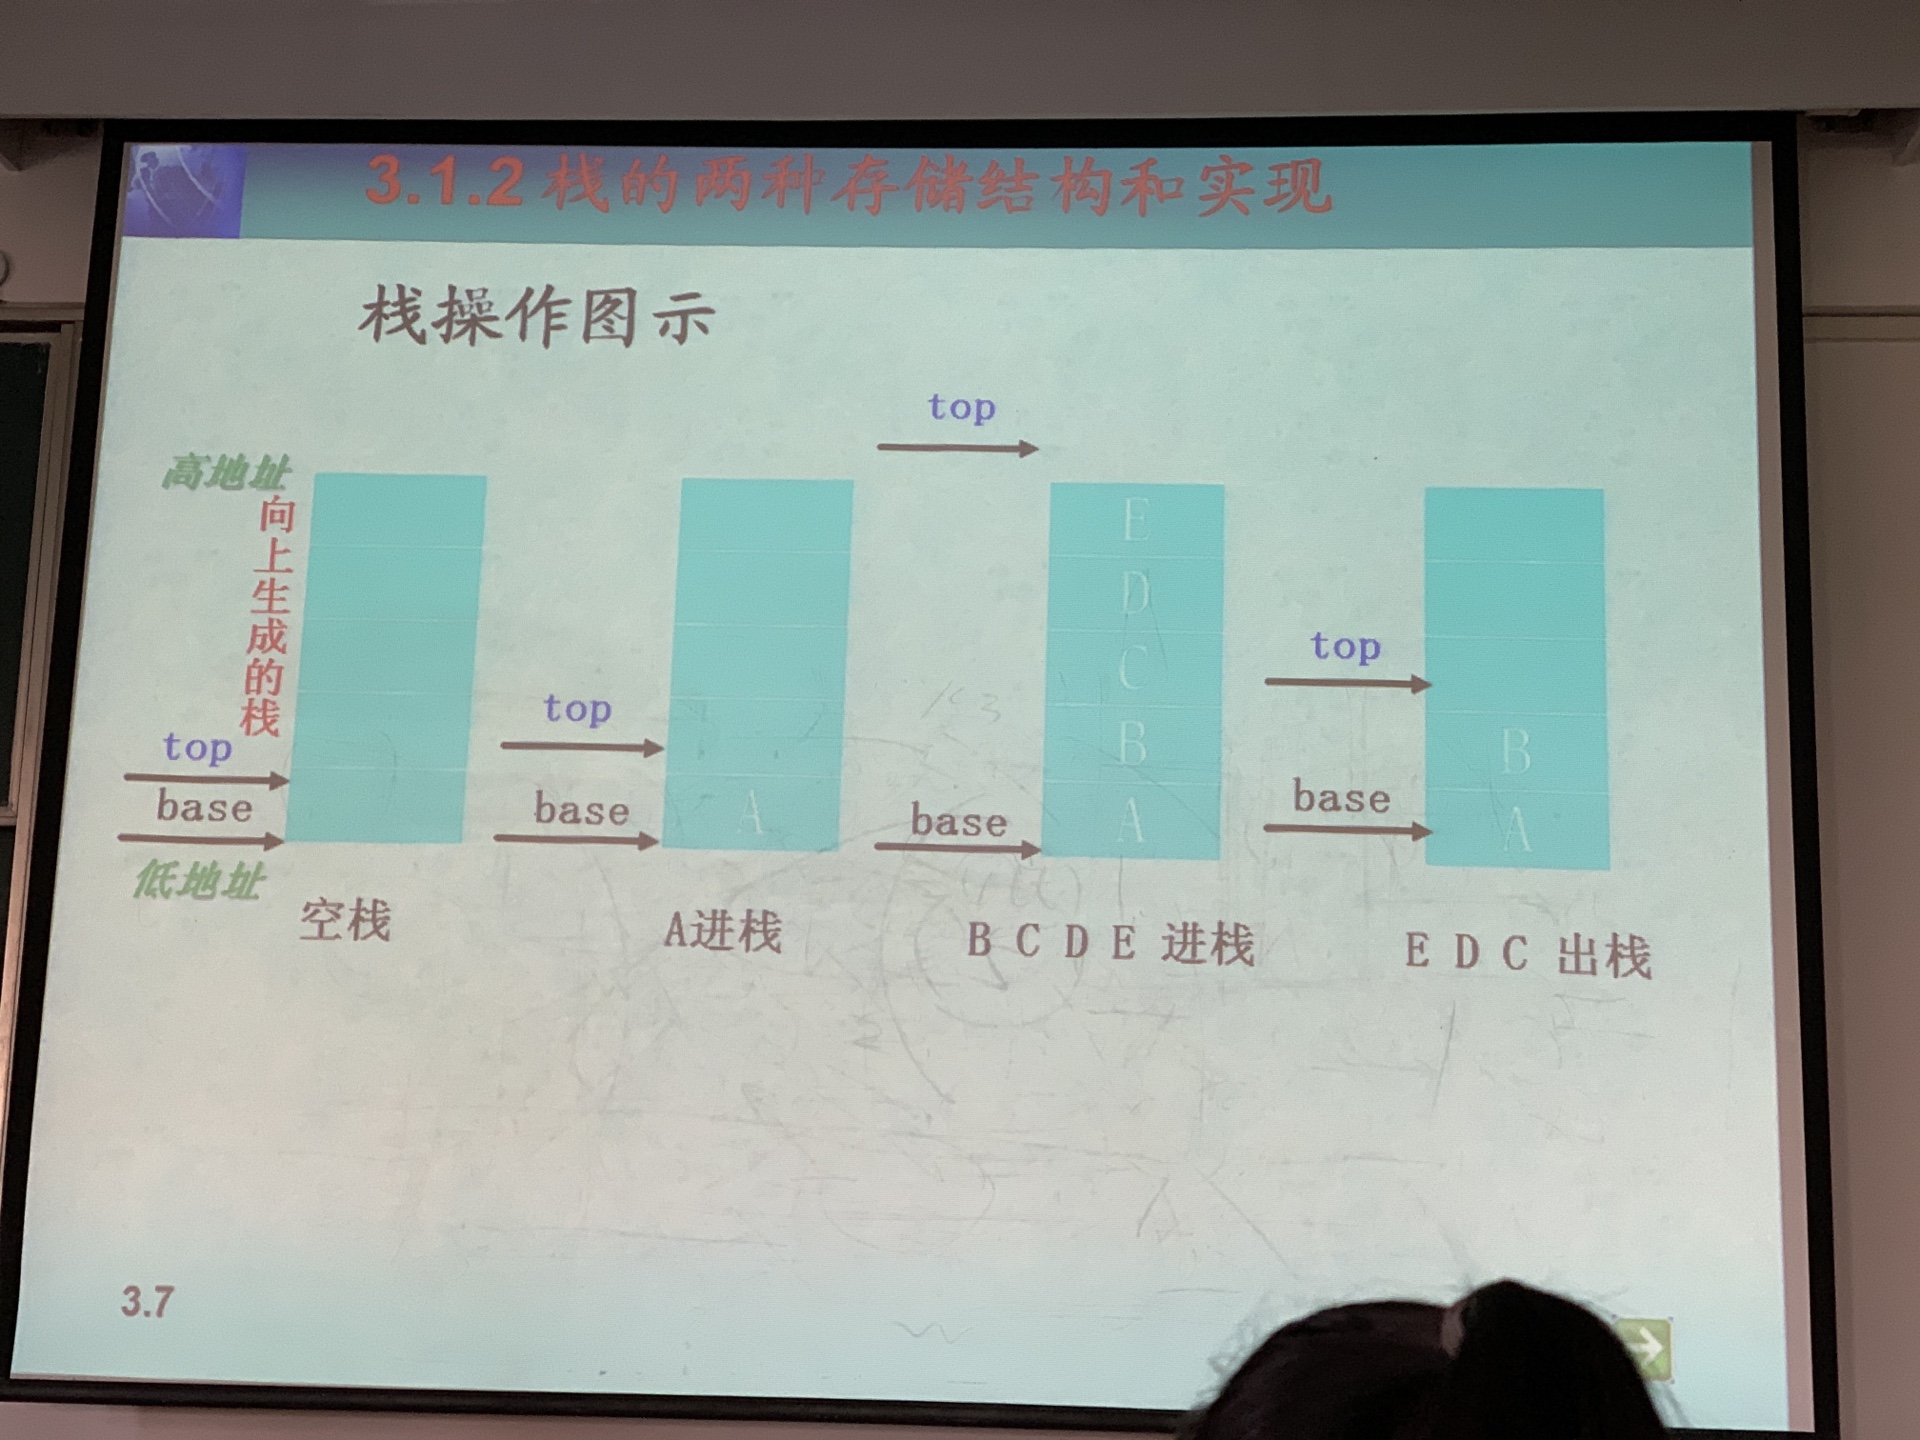 3.1.2 栈的两种存储结构和实现
栈操作图示
高地址
向上生成的栈
top
base
低地址
空栈
top
base
A
A进栈
top
base
E
D
C
B
A
B C D E 进栈
top
base
B
A
E D C 出栈
3.7